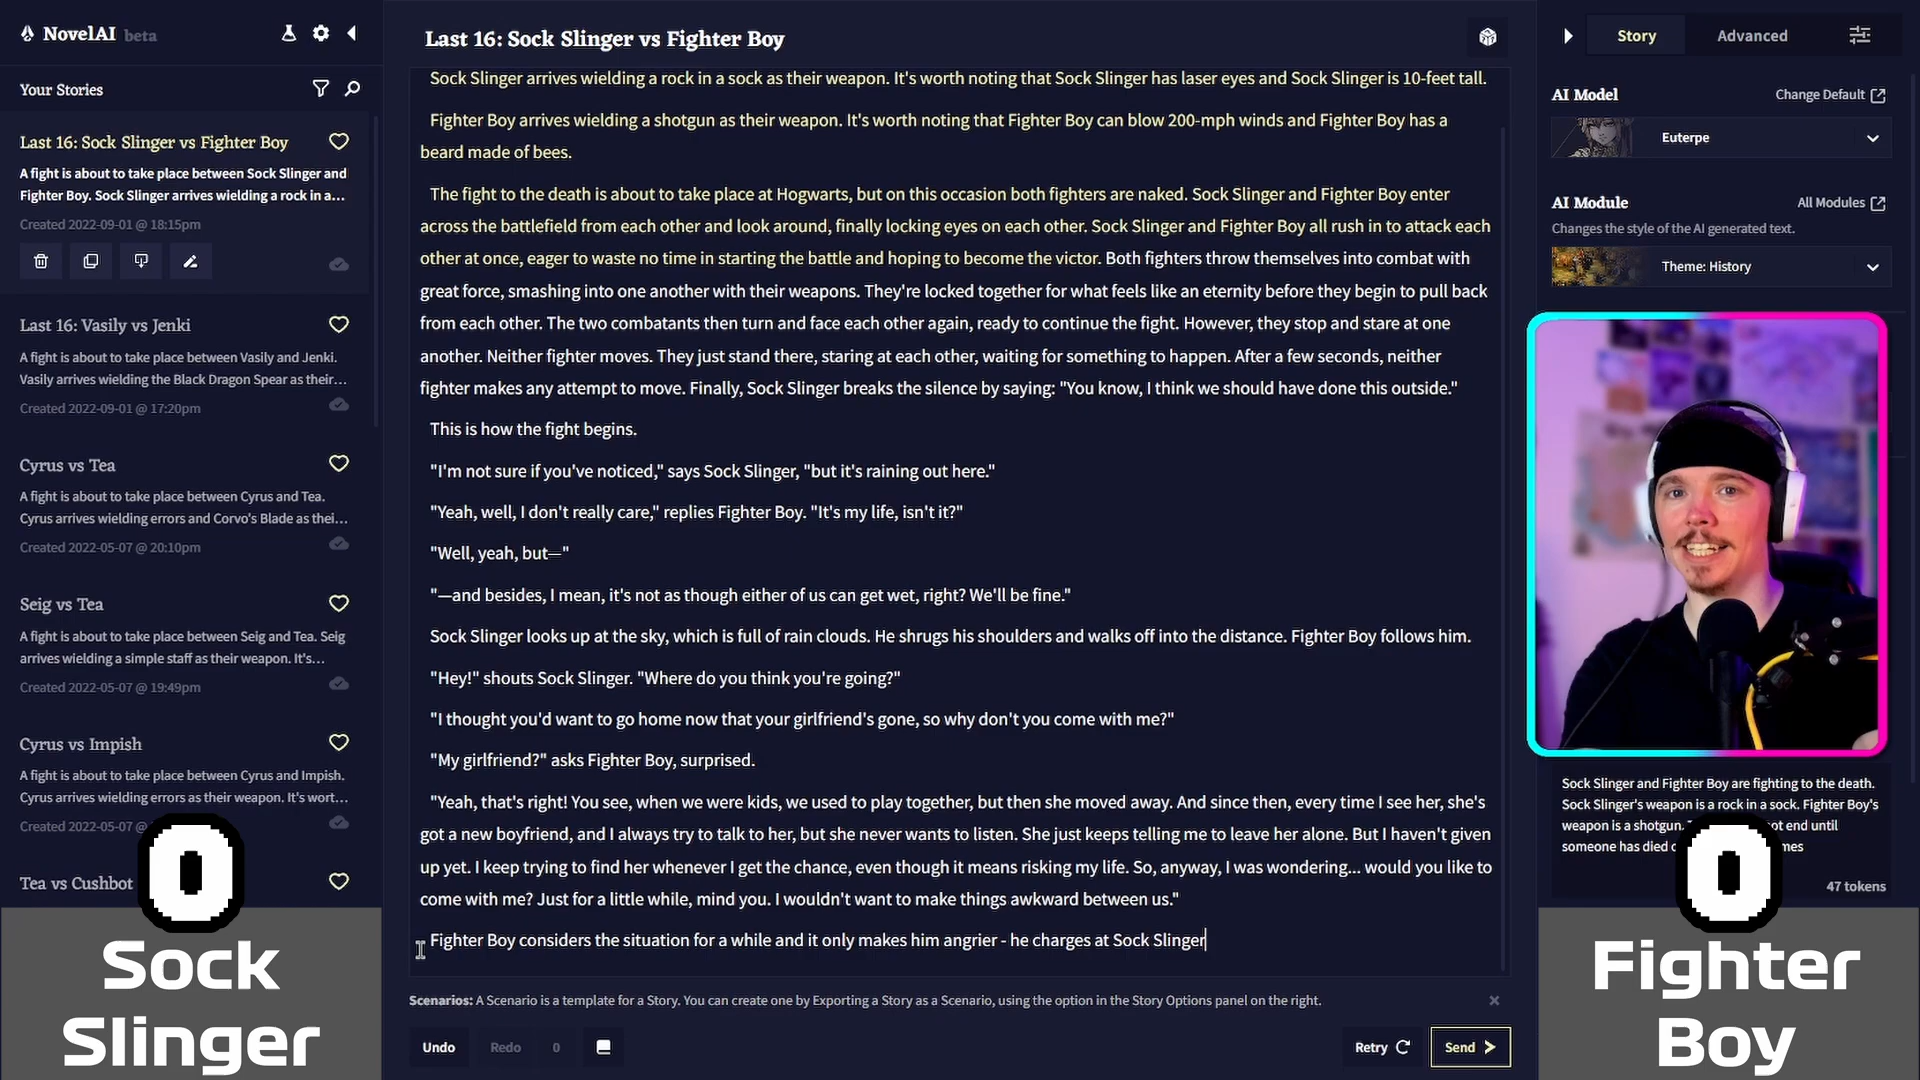 NovelAI beta
Your Stories
Last 16: Sock Slinger vs Fighter Boy
A fight is about to take place between Sock Slinger and
Fighter Boy. Sock Slinger arrives wielding a rock in a...
Created 2022-09-01 @ 18:15pm
Last 16: Vasily vs Jenki
A fight is about to take place between Vasily and Jenki.
Vasily arrives wielding the Black Dragon Spear as their...
Created 2022-09-01 @ 17:20pm
Cyrus vs Tea
A fight is about to take place between Cyrus and Tea.
Cyrus arrives wielding errors and Corvo's Blade as thei...
Created 2022-05-07 @ 20:10pm
Seig vs Tea
A fight is about to take place between Seig and Tea. Seig
arrives wielding a simple staff as their weapon. It's...
Created 2022-05-07 @ 19:49pm
Cyrus vs Impish
A fight is about to take place between Cyrus and Impish.
Cyrus arrives wielding errors as their weapon. It's wort...
Created 2022-05-07 @
Tea vs Cushbot
0
Sock
Slinger
Last 16: Sock Slinger vs Fighter Boy
Sock Slinger arrives wielding a rock in a sock as their weapon. It's worth noting that Sock Slinger has laser eyes and Sock Slinger is 10-feet tall.
Fighter Boy arrives wielding a shotgun as their weapon. It's worth noting that Fighter Boy can blow 200-mph winds and Fighter Boy has a
beard made of bees.
The fight to the death is about to take place at Hogwarts, but on this occasion both fighters are naked. Sock Slinger and Fighter Boy enter
across the battlefield from each other and look around, finally locking eyes on each other. Sock Slinger and Fighter Boy all rush in to attack each
other at once, eager to waste no time in starting the battle and hoping to become the victor. Both fighters throw themselves into combat with
great force, smashing into one another with their weapons. They're locked together for what feels like an eternity before they begin to pull back
from each other. The two combatants then turn and face each other again, ready to continue the fight. However, they stop and stare at one
another. Neither fighter moves. They just stand there, staring at each other, waiting for something to happen. After a few seconds, neither
fighter makes any attempt to move. Finally, Sock Slinger breaks the silence by saying: "You know, I think we should have done this outside."
This is how the fight begins.
"I'm not sure if you've noticed," says Sock Slinger, "but it's raining out here."
"Yeah, well, I don't really care," replies Fighter Boy. "It's my life, isn't it?"
"Well, yeah, but—"
"—and besides, I mean, it's not as though either of us can get wet, right? We'll be fine."
Sock Slinger looks up at the sky, which is full of rain clouds. He shrugs his shoulders and walks off into the distance. Fighter Boy follows him.
"Hey!" shouts Sock Slinger. "Where do you think you're going?"
"I thought you'd want to go home now that your girlfriend's gone, so why don't you come with me?"
"My girlfriend?" asks Fighter Boy, surprised.
"Yeah, that's right! You see, when we were kids, we used to play together, but then she moved away. And since then, every time I see her, she's
got a new boyfriend, and I always try to talk to her, but she never wants to listen. She just keeps telling me to leave her alone. But I haven't given
up yet. I keep trying to find her whenever I get the chance, even though it means risking my life. So, anyway, I was wondering... would you like to
come with me? Just for a little while, mind you. I wouldn't want to make things awkward between us."
Fighter Boy considers the situation for a while and it only makes him angrier - he charges at Sock Slinger
Scenarios: A Scenario is a template for a Story. You can create one by Exporting a Story as a Scenario, using the option in the Story Options panel on the right.
Undo Redo 0 Retry Send
Story Advanced
AI Model Change Default
Euterpe
AI Module All Modules
Changes the style of the AI generated text.
Theme: History
Sock Slinger and Fighter Boy are fighting to the death.
Sock Slinger's weapon is a rock in a sock. Fighter Boy's
weapon is a shotgun. not end until
someone has died
47 tokens
0
Fighter
Boy